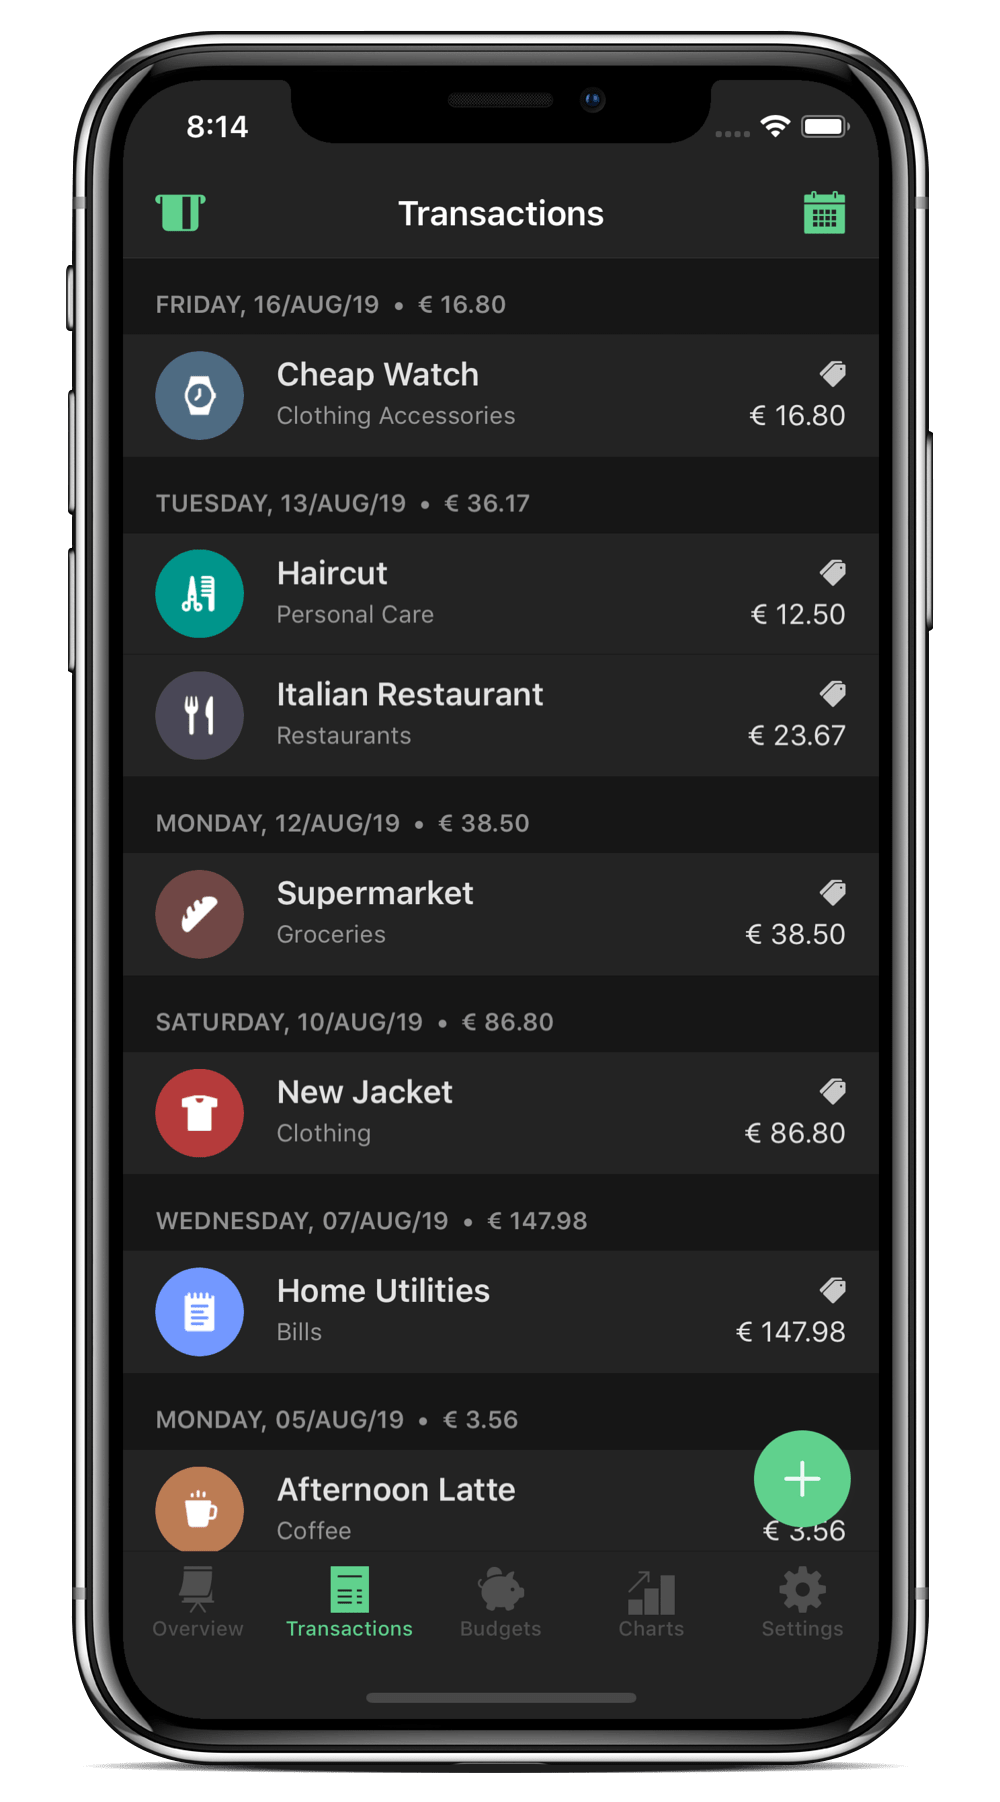 8:14
Transactions
FRIDAY, 16/AUG/19 • € 16.80
Cheap Watch
Clothing Accessories
€ 16.80
TUESDAY, 13/AUG/19 • € 36.17
Haircut
Personal Care
€ 12.50
Italian Restaurant
Restaurants
€ 23.67
MONDAY, 12/AUG/19 • € 38.50
Supermarket
Groceries
€ 38.50
SATURDAY, 10/AUG/19 • € 86.80
New Jacket
Clothing
€ 86.80
WEDNESDAY, 07/AUG/19 • € 147.98
Home Utilities
Bills
€ 147.98
MONDAY, 05/AUG/19 • € 3.56
Afternoon Latte
Coffee
€ 3.56
Overview Transactions Budgets Charts Settings